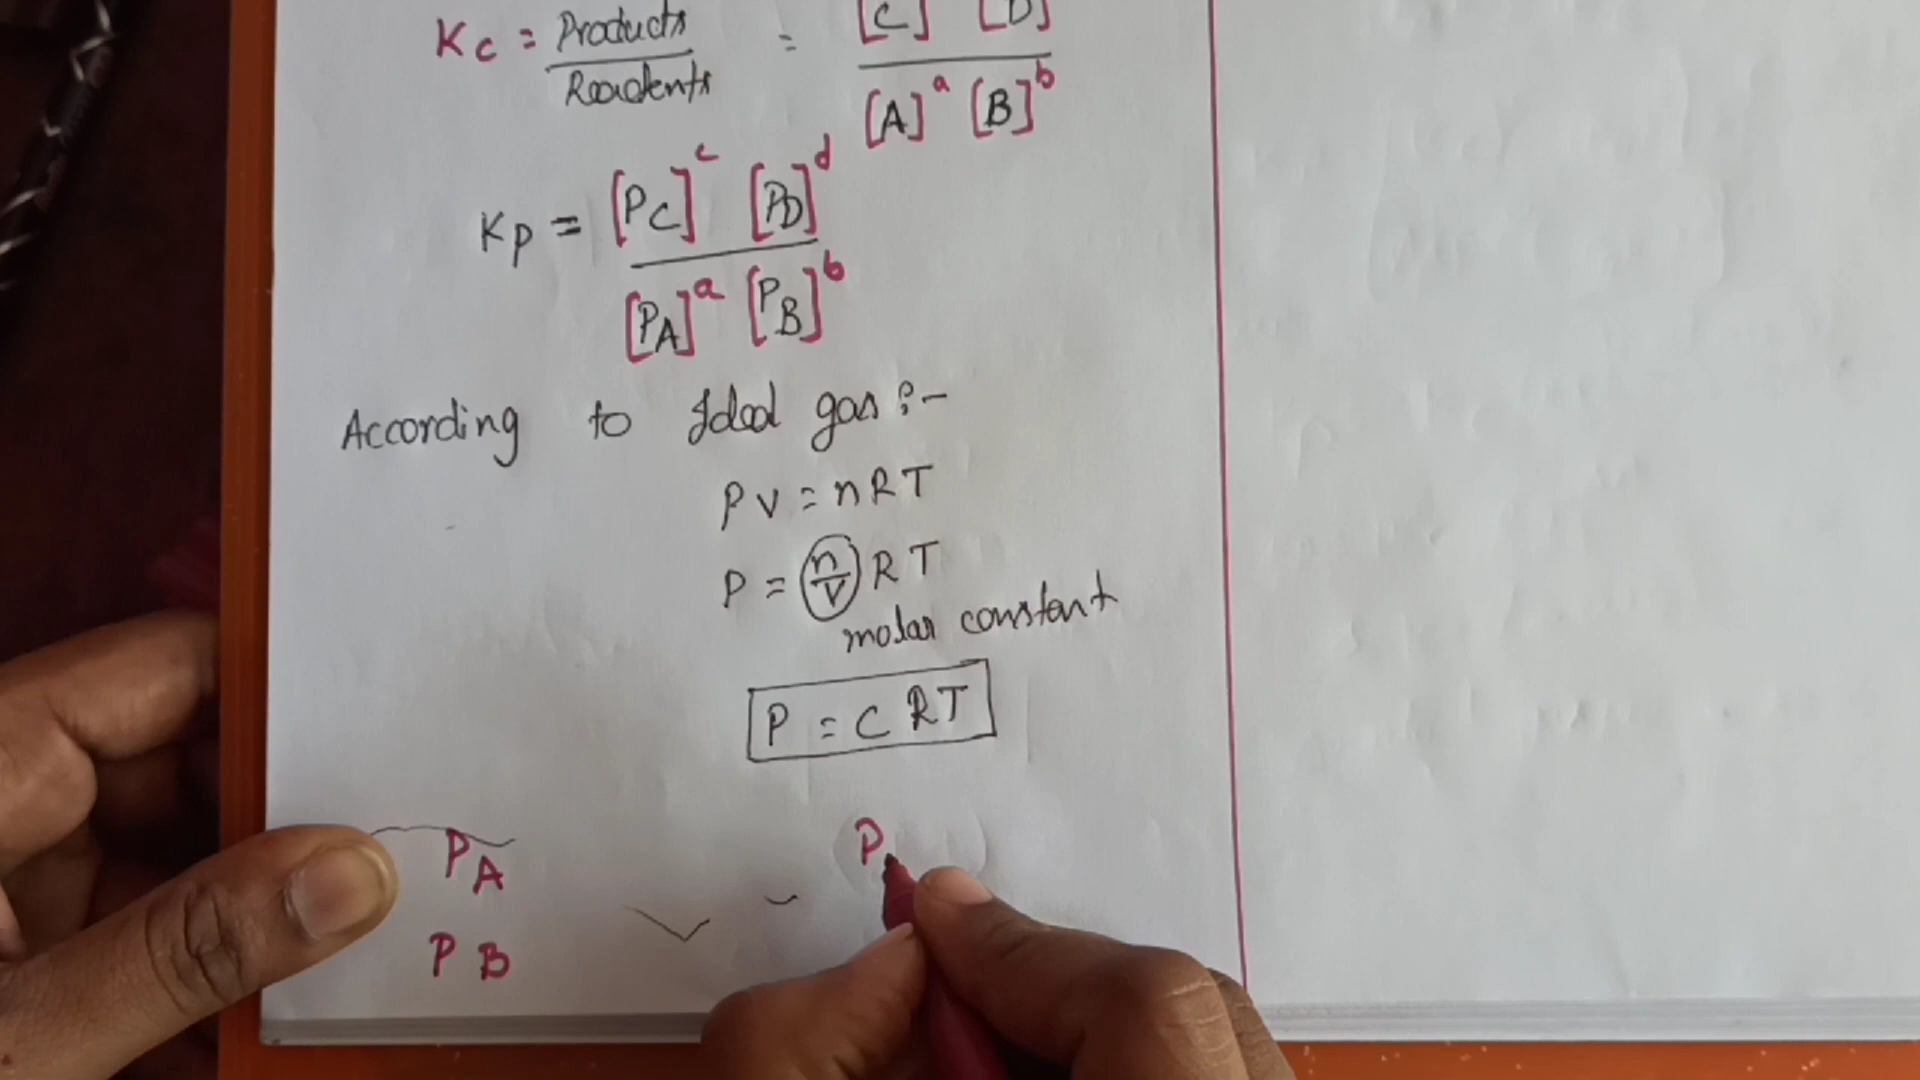 Kc = Products / Reactents = [C] [D] / [A]^a [B]^b
Kp = [PC]^c [PD]^d / [PA]^a [PB]^b
According to Ideal gas :-
PV = nRT
P = (n/V) RT
molar constant
P = C RT
PA P
PB